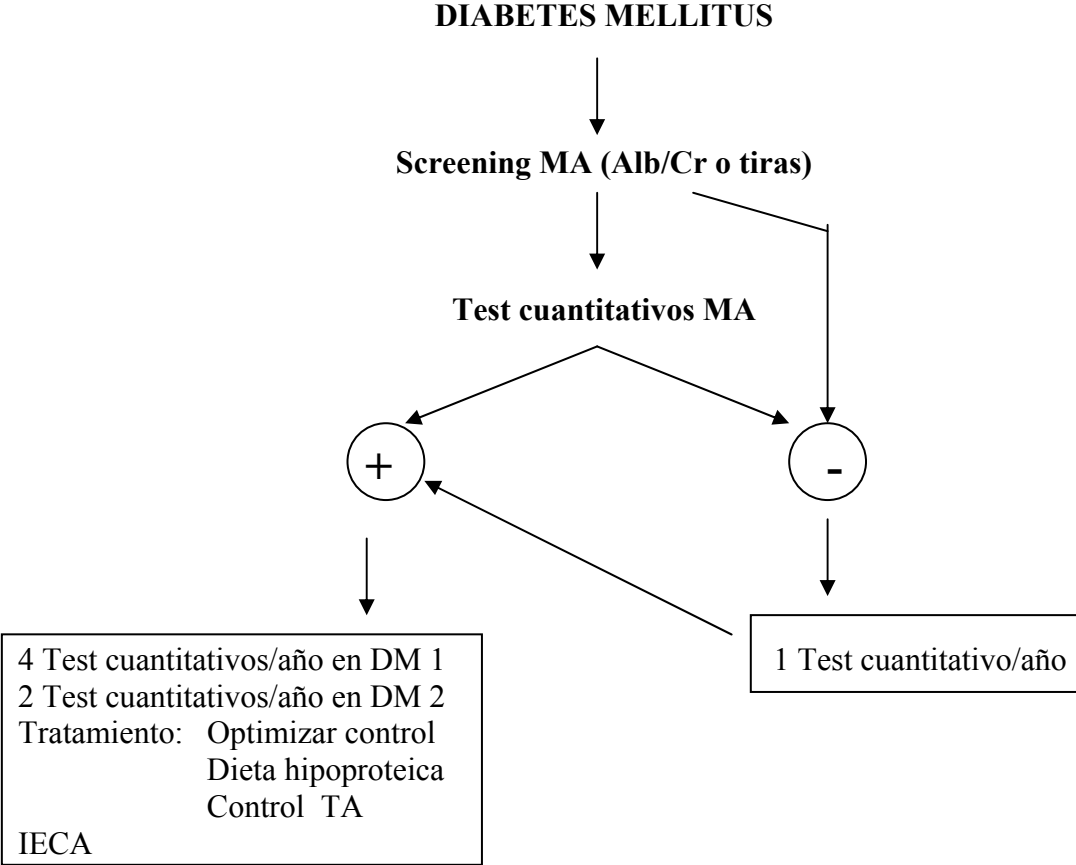 DIABETES MELLITUS
Screening MA (Alb/Cr o tiras)
Test cuantitativos MA
+
-
4 Test cuantitativos/año en DM 1
2 Test cuantitativos/año en DM 2
Tratamiento: Optimizar control
Dieta hipoproteica
Control TA
IECA
1 Test cuantitativo/año